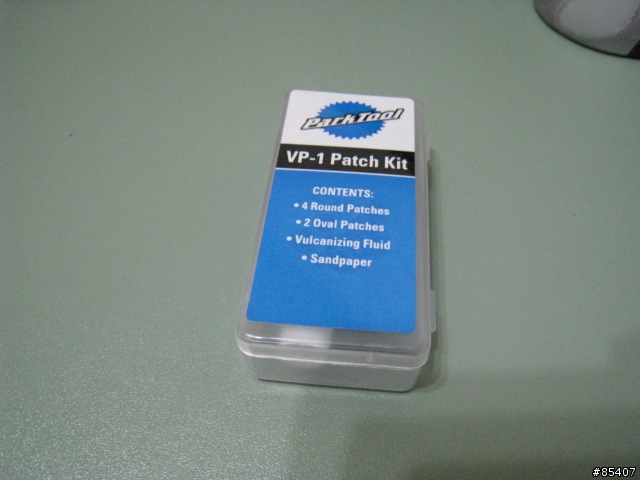 ParkTool
VP-1 Patch Kit
CONTENTS:
• 4 Round Patches
• 2 Oval Patches
• Vulcanizing Fluid
• Sandpaper
#85407